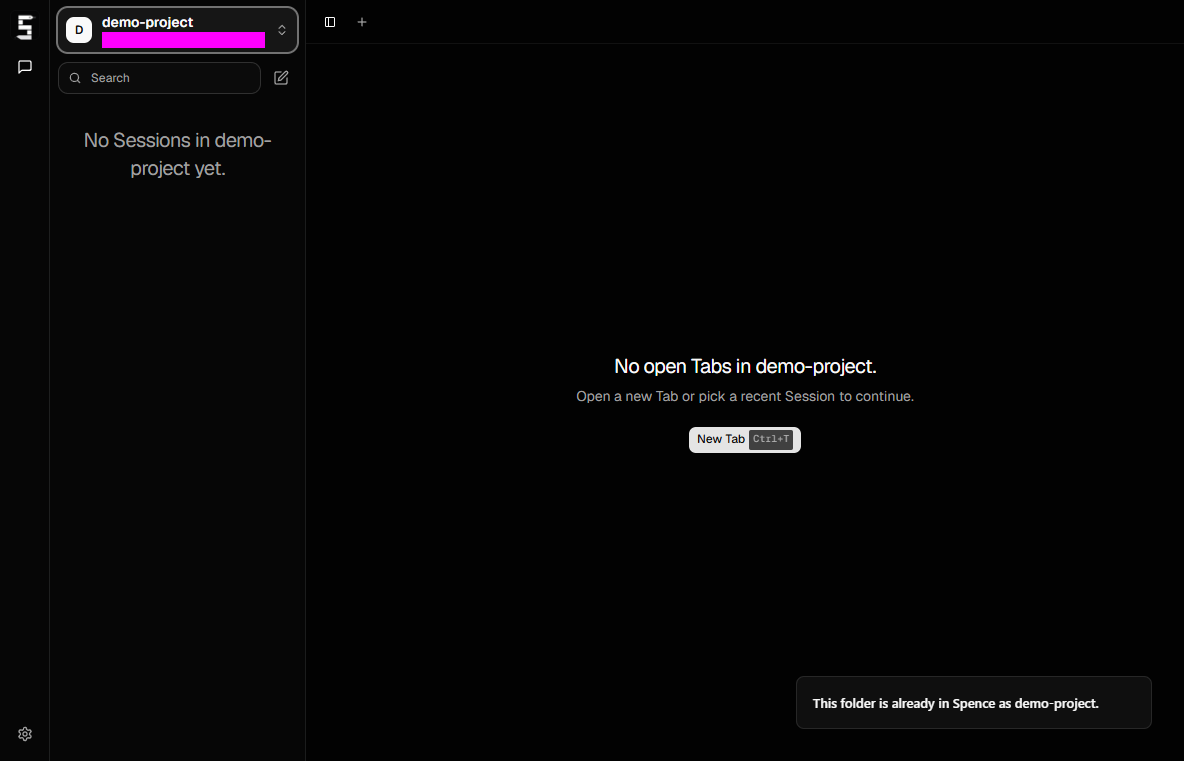 D
demo-project
Search
No Sessions in demo-
project yet.
No open Tabs in demo-project.
Open a new Tab or pick a recent Session to continue.
New Tab Ctrl+T
This folder is already in Spence as demo-project.